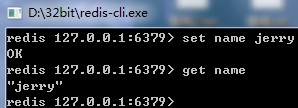 D:\32bit\redis-cli.exe
redis 127.0.0.1:6379> set name jerry
OK
redis 127.0.0.1:6379> get name
"jerry"
redis 127.0.0.1:6379>